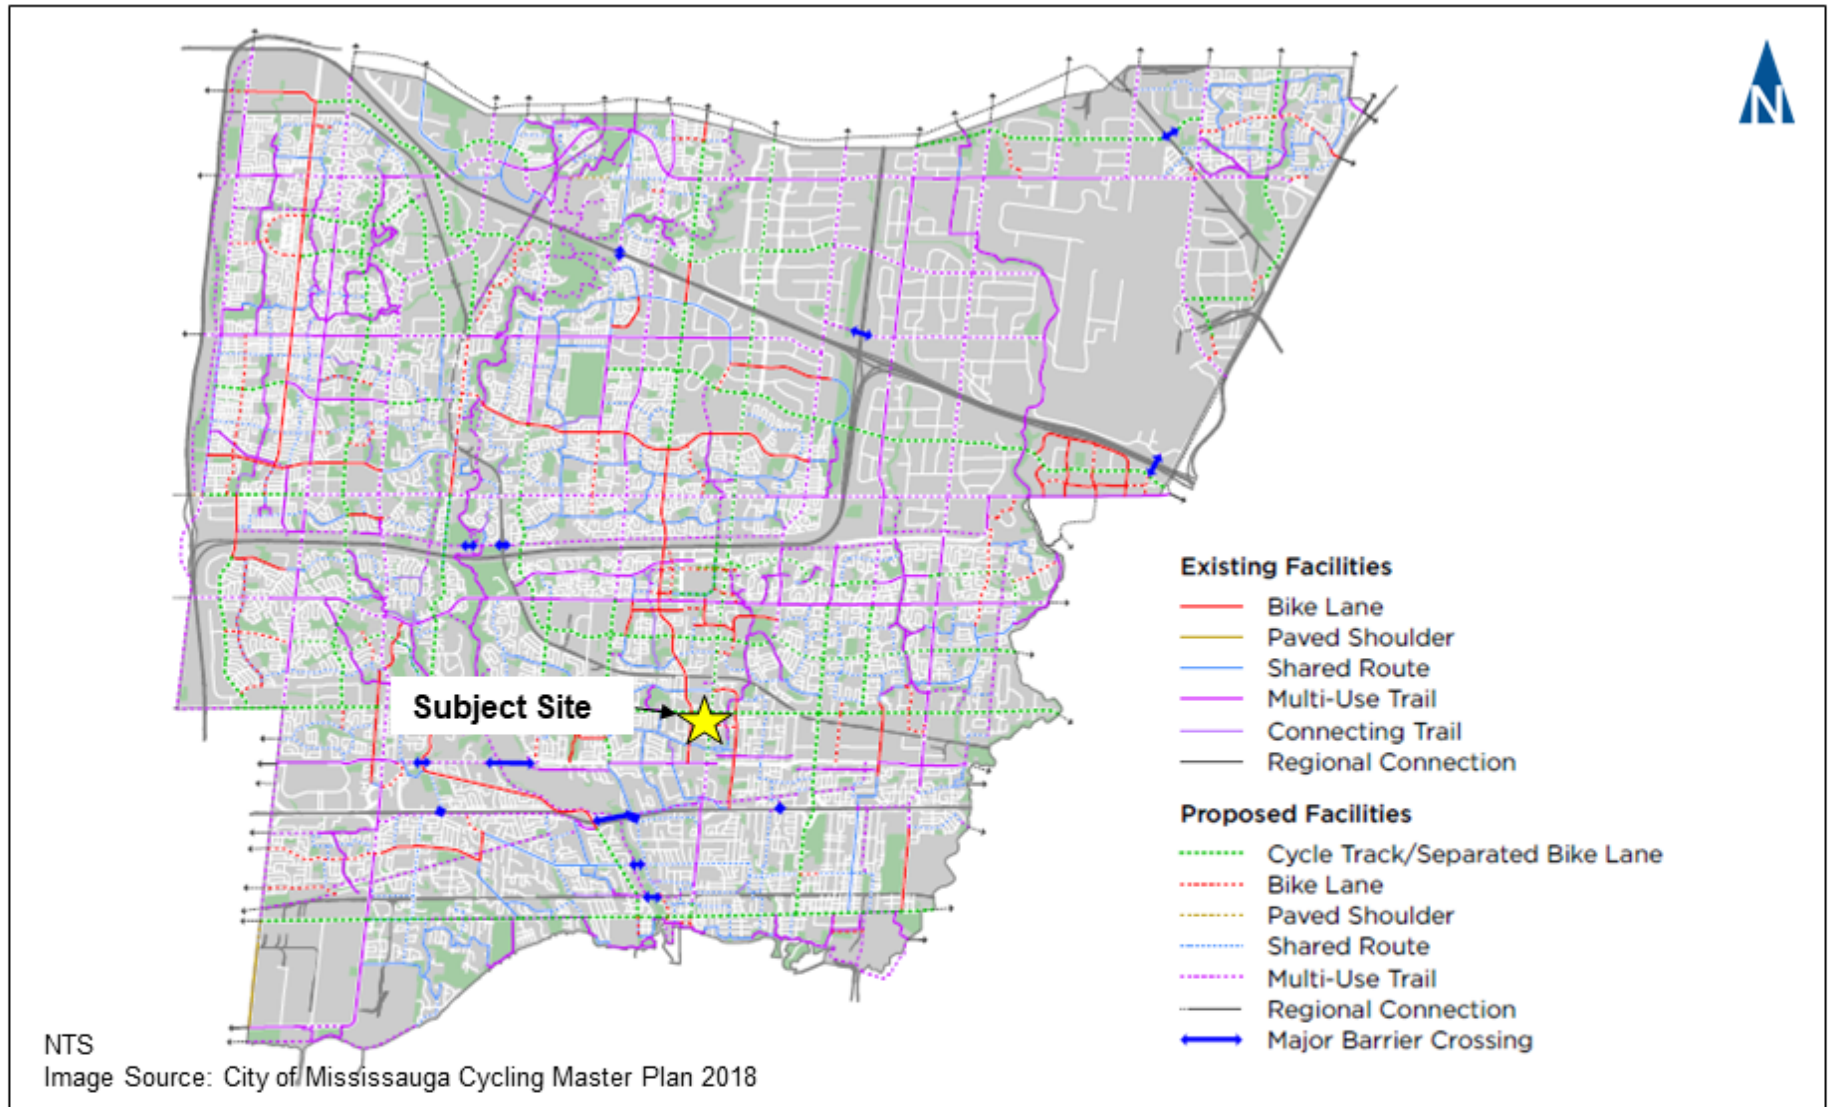 N
Subject Site
Existing Facilities
Bike Lane
Paved Shoulder
Shared Route
Multi-Use Trail
Connecting Trail
Regional Connection
Proposed Facilities
Cycle Track/Separated Bike Lane
Bike Lane
Paved Shoulder
Shared Route
Multi-Use Trail
Regional Connection
Major Barrier Crossing
NTS
Image Source: City of Mississauga Cycling Master Plan 2018